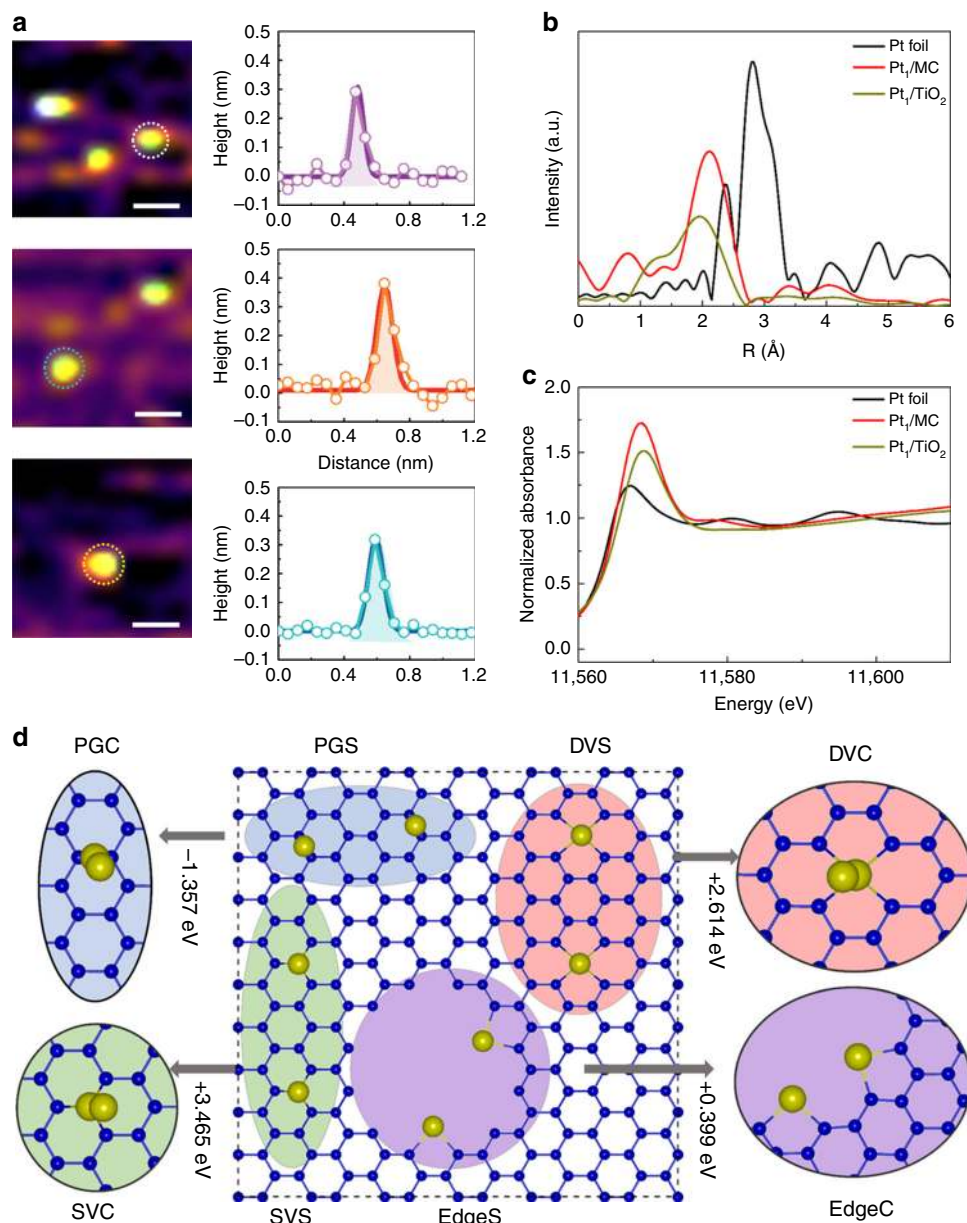 a
Height (nm)
0.5
0.4
0.3
0.2
0.1
0.0
–0.1
0.0 0.4 0.8 1.2
Height (nm)
0.5
0.4
0.3
0.2
0.1
0.0
–0.1
0.0 0.4 0.8 1.2
Distance (nm)
Height (nm)
0.5
0.4
0.3
0.2
0.1
0.0
–0.1
0.0 0.4 0.8 1.2
b
Intensity (a.u.)
Pt foil
Pt₁/MC
Pt₁/TiO₂
0 1 2 3 4 5 6
R (Å)
c
Normalized absorbance
2.0
1.5
1.0
0.5
0.0
Pt foil
Pt₁/MC
Pt₁/TiO₂
11,560 11,580 11,600
Energy (eV)
d
PGC PGS DVS DVC
–1.357 eV
+2.614 eV
+3.465 eV
+0.399 eV
SVC SVS EdgeS EdgeC